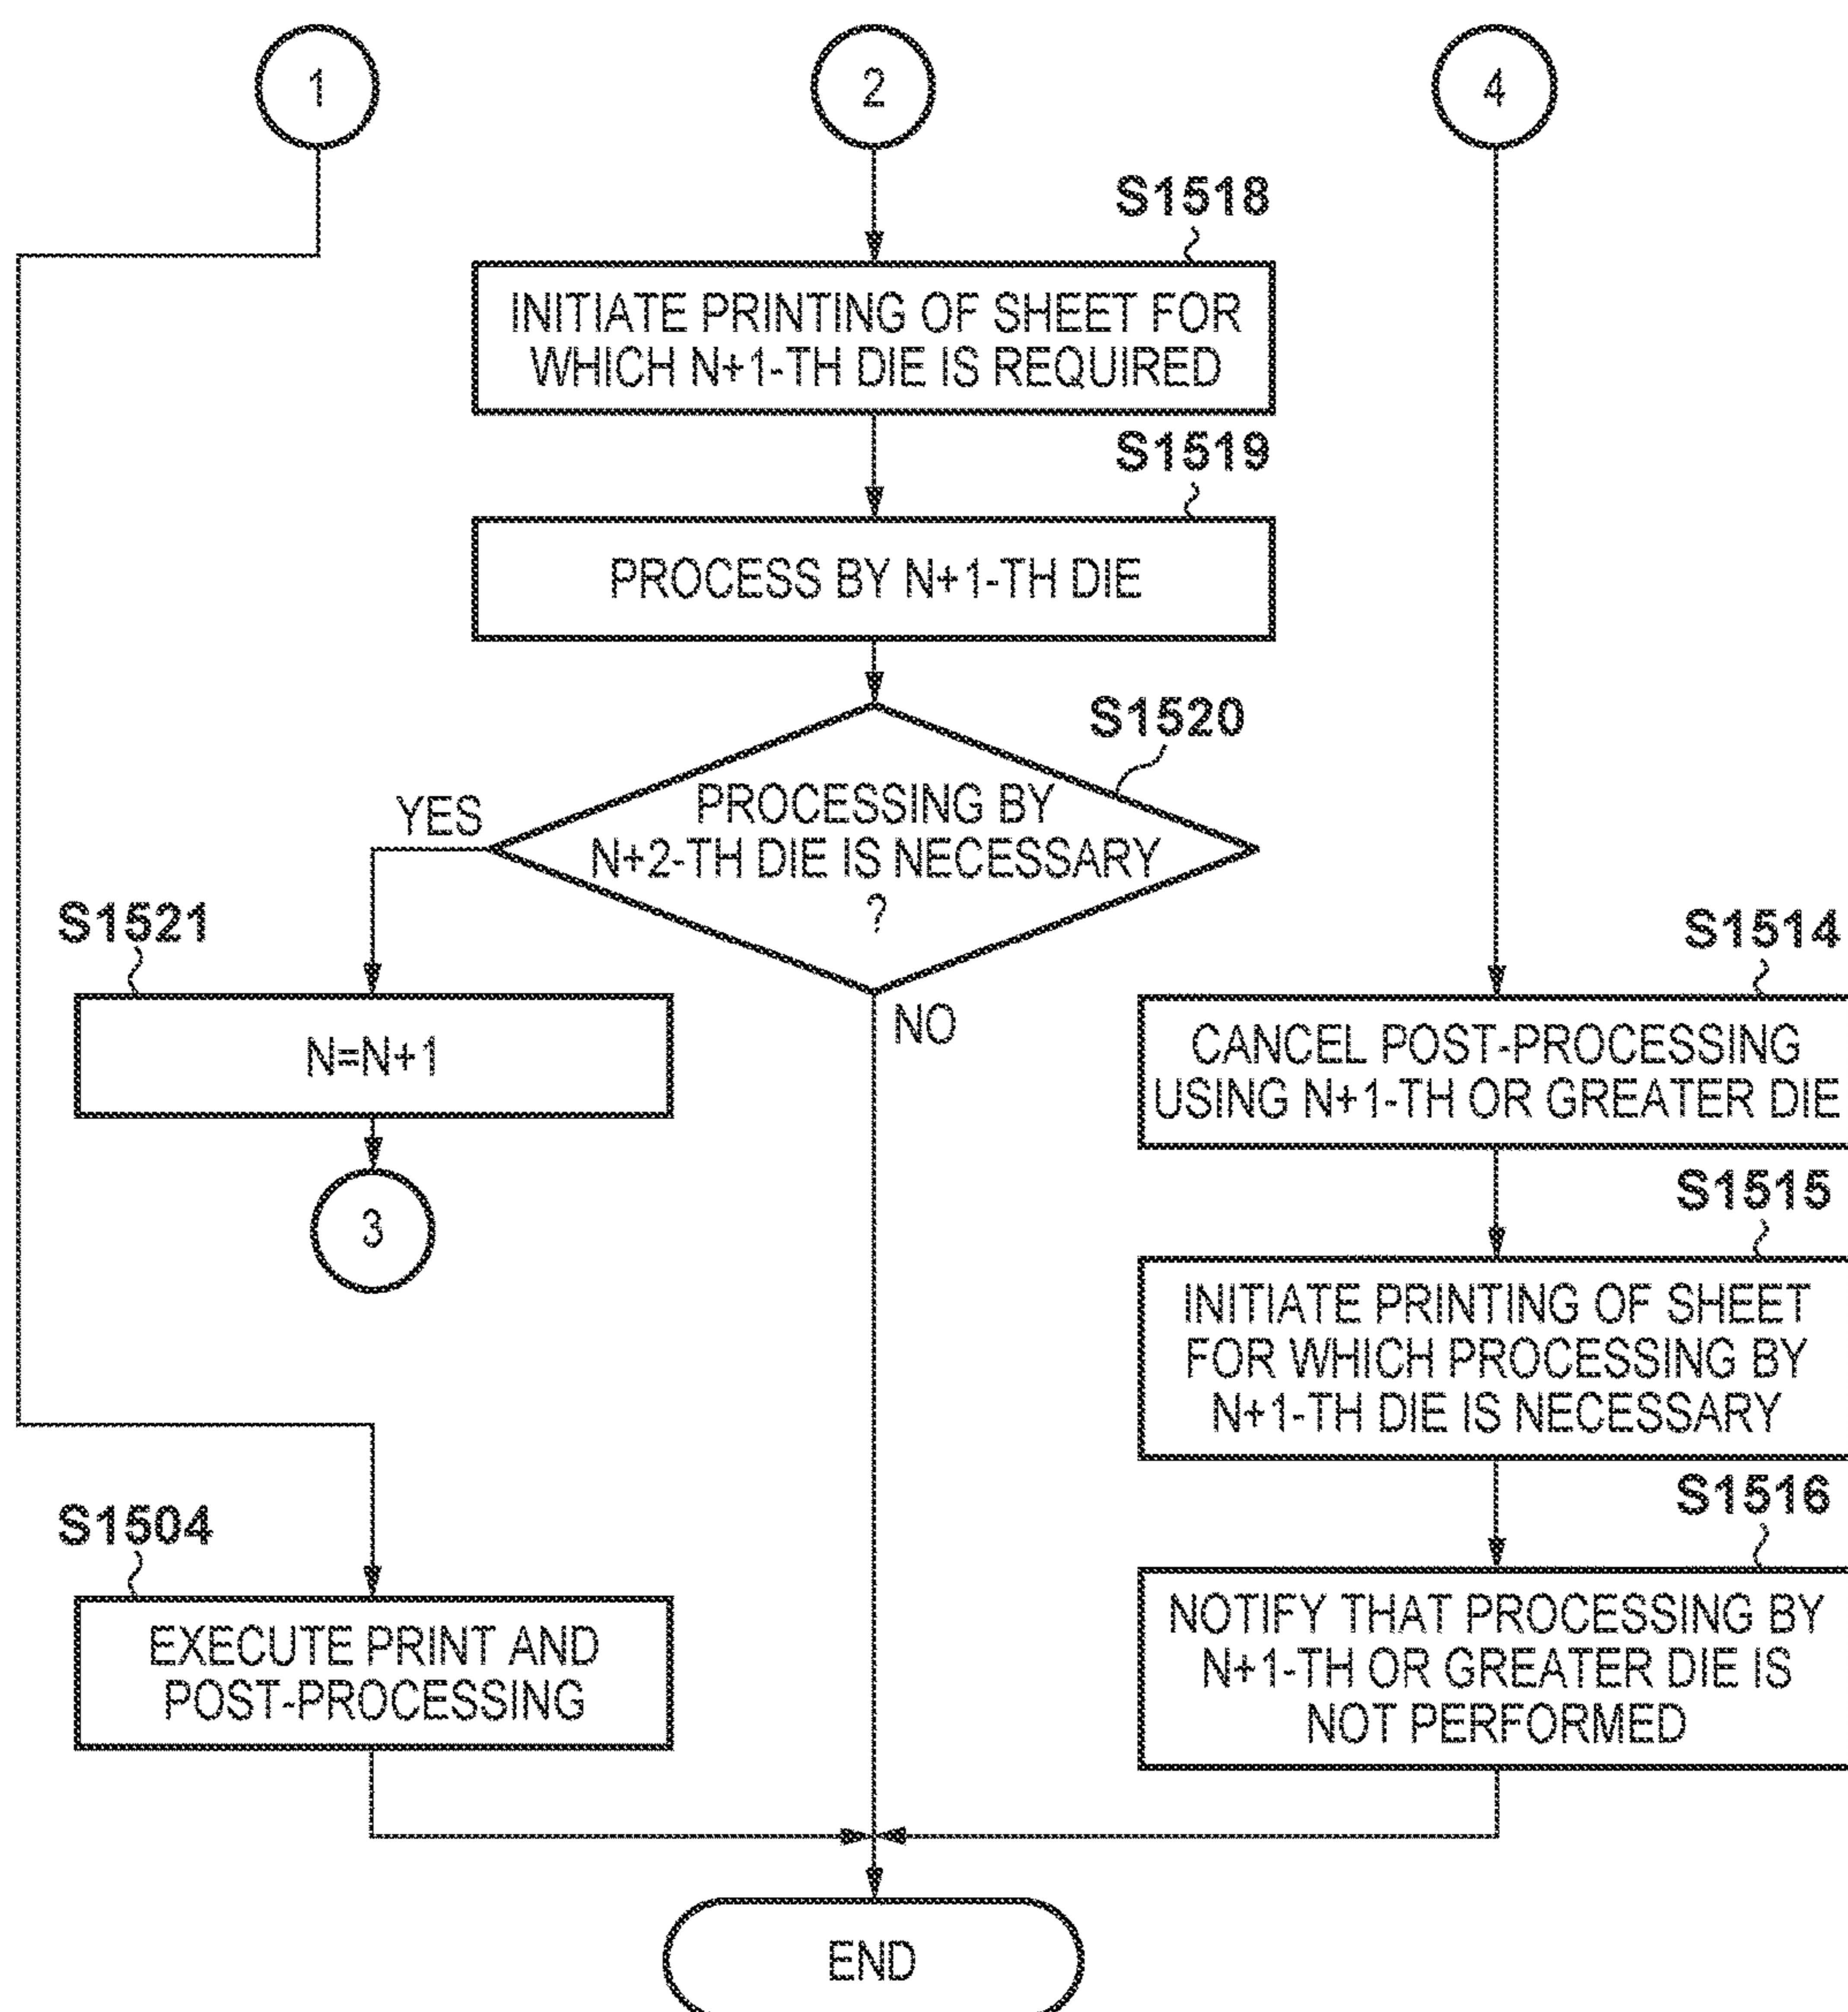 1
2
4
S1518
INITIATE PRINTING OF SHEET FOR
WHICH N+1-TH DIE IS REQUIRED
S1519
PROCESS BY N+1-TH DIE
S1520
PROCESSING BY
N+2-TH DIE IS NECESSARY
?
YES
NO
S1521
N=N+1
3
S1514
CANCEL POST-PROCESSING
USING N+1-TH OR GREATER DIE
S1515
INITIATE PRINTING OF SHEET
FOR WHICH PROCESSING BY
N+1-TH DIE IS NECESSARY
S1504
EXECUTE PRINT AND
POST-PROCESSING
S1516
NOTIFY THAT PROCESSING BY
N+1-TH OR GREATER DIE IS
NOT PERFORMED
END